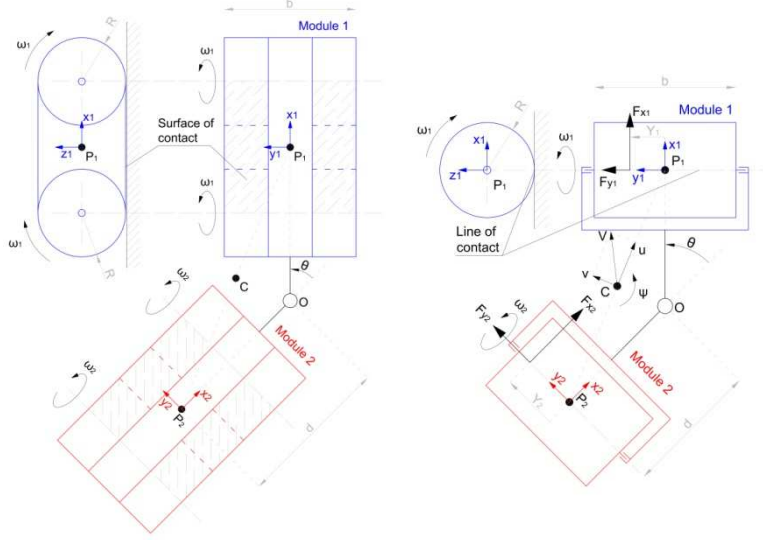 b
Module 1
R
ω1
ω1
x1
z1
P1
x1
y1
P1
Surface of
contact
ω1
ω1
R
θ
C
O
ω2
ω2
Module 2
x2
y2
P2
d
b
Fx1
Module 1
R
Y1
ω1
x1
z1
P1
ω1
x1
Fy1
y1
P1
Line of
contact
V
u
θ
v
C
ψ
O
Fy2
ω2
Fx2
Module 2
y2
x2
P2
Y2
d